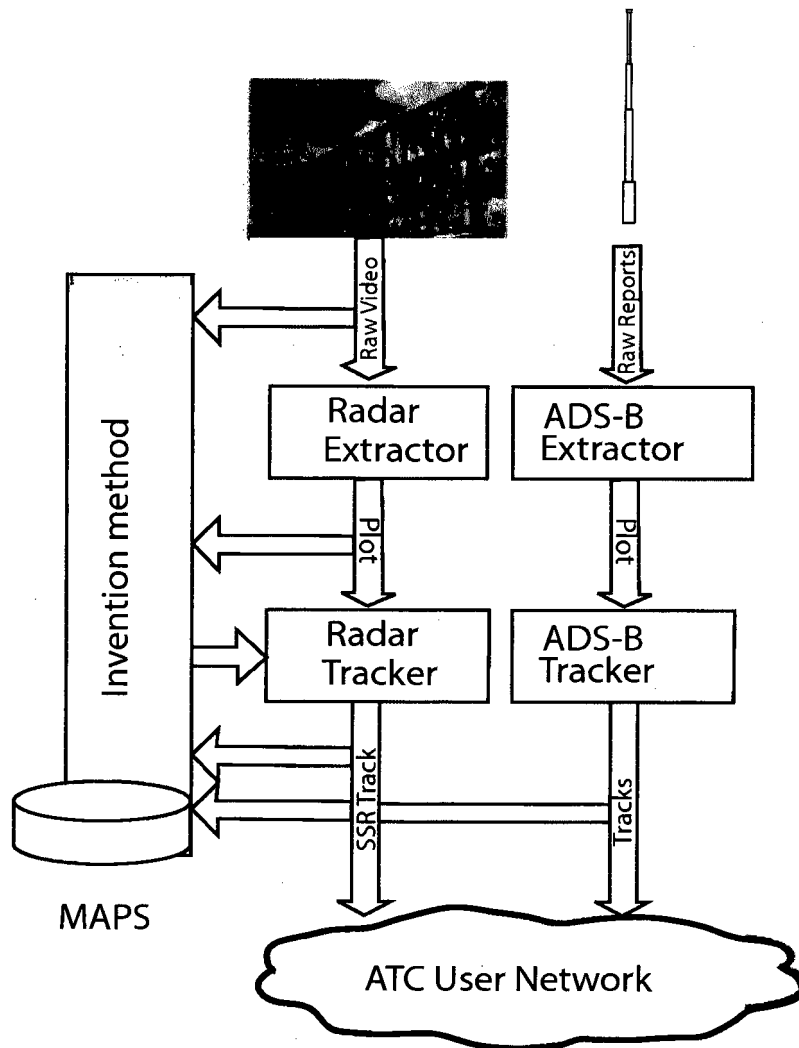 Raw Video
Raw Reports
Radar
Extractor
ADS-B
Extractor
Invention method
Plot
Plot
Radar
Tracker
ADS-B
Tracker
SSR Track
Tracks
MAPS
ATC User Network